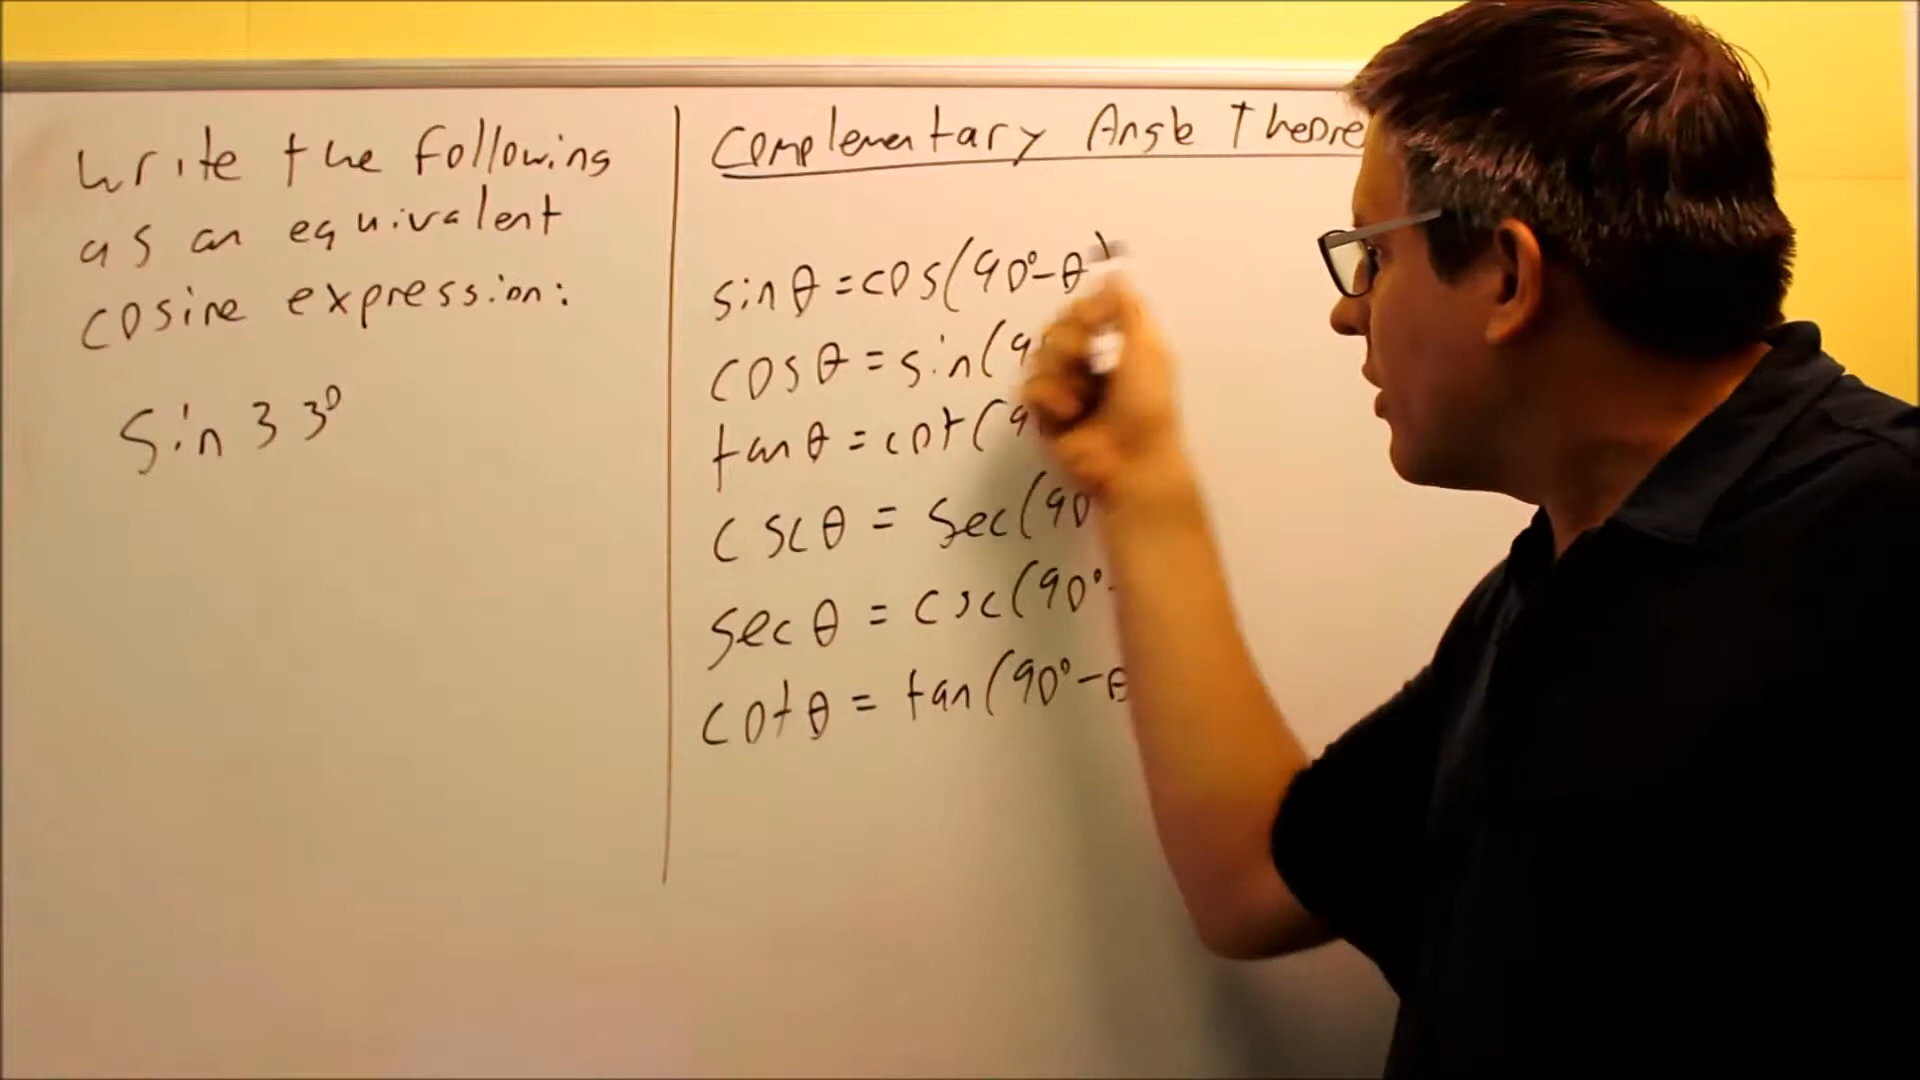 Write the following
as an equivalent
cosine expression:
Sin 33°
Complementary Angle Theore
sin θ = cos(90° - θ)
cos θ = sin(9
tan θ = cot(9
csc θ = sec(90
sec θ = csc(90° -
cot θ = tan(90° - θ